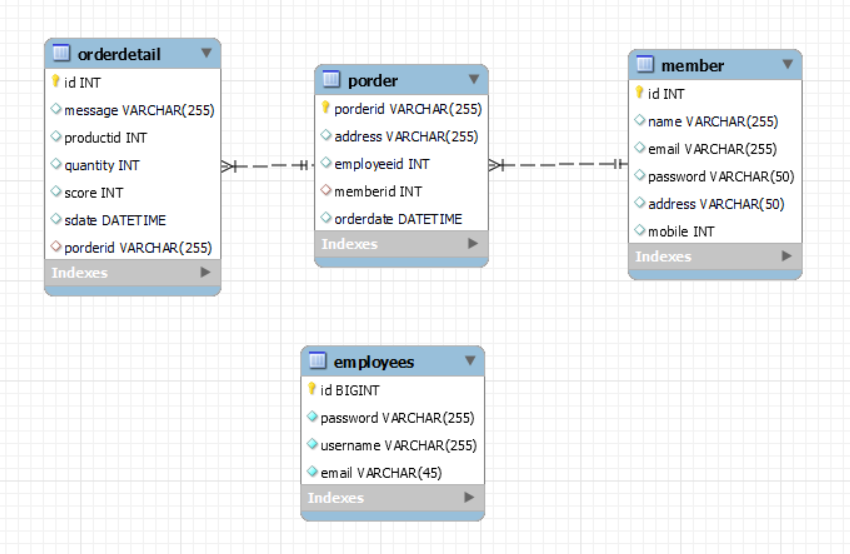 orderdetail
id INT
message VARCHAR(255)
productid INT
quantity INT
score INT
sdate DATETIME
porderid VARCHAR(255)
Indexes
porder
porderid VARCHAR(255)
address VARCHAR(255)
employeeid INT
memberid INT
orderdate DATETIME
Indexes
member
id INT
name VARCHAR(255)
email VARCHAR(255)
password VARCHAR(50)
address VARCHAR(50)
mobile INT
Indexes
employees
id BIGINT
password VARCHAR(255)
username VARCHAR(255)
email VARCHAR(45)
Indexes